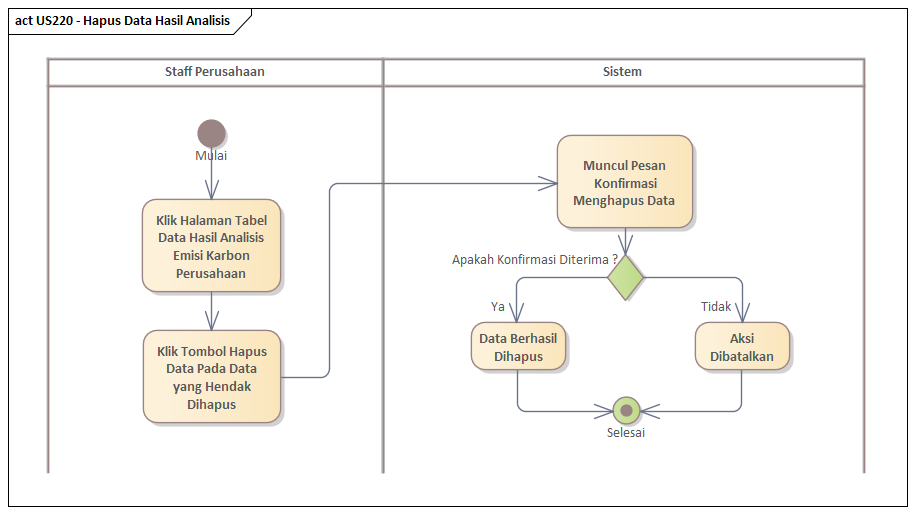 act US220 - Hapus Data Hasil Analisis
Staff Perusahaan
Sistem
Mulai
Klik Halaman Tabel
Data Hasil Analisis
Emisi Karbon
Perusahaan
Klik Tombol Hapus
Data Pada Data
yang Hendak
Dihapus
Muncul Pesan
Konfirmasi
Menghapus Data
Apakah Konfirmasi Diterima ?
Ya
Tidak
Data Berhasil
Dihapus
Aksi
Dibatalkan
Selesai